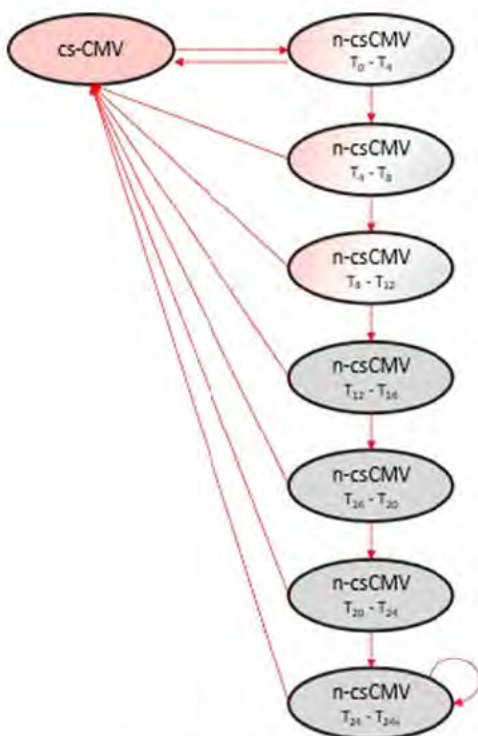 cs-CMV
n-csCMV
T0 - T4
n-csCMV
T4 - T8
n-csCMV
T8 - T12
n-csCMV
T12 - T16
n-csCMV
T16 - T20
n-csCMV
T20 - T24
n-csCMV
T24 - T24+